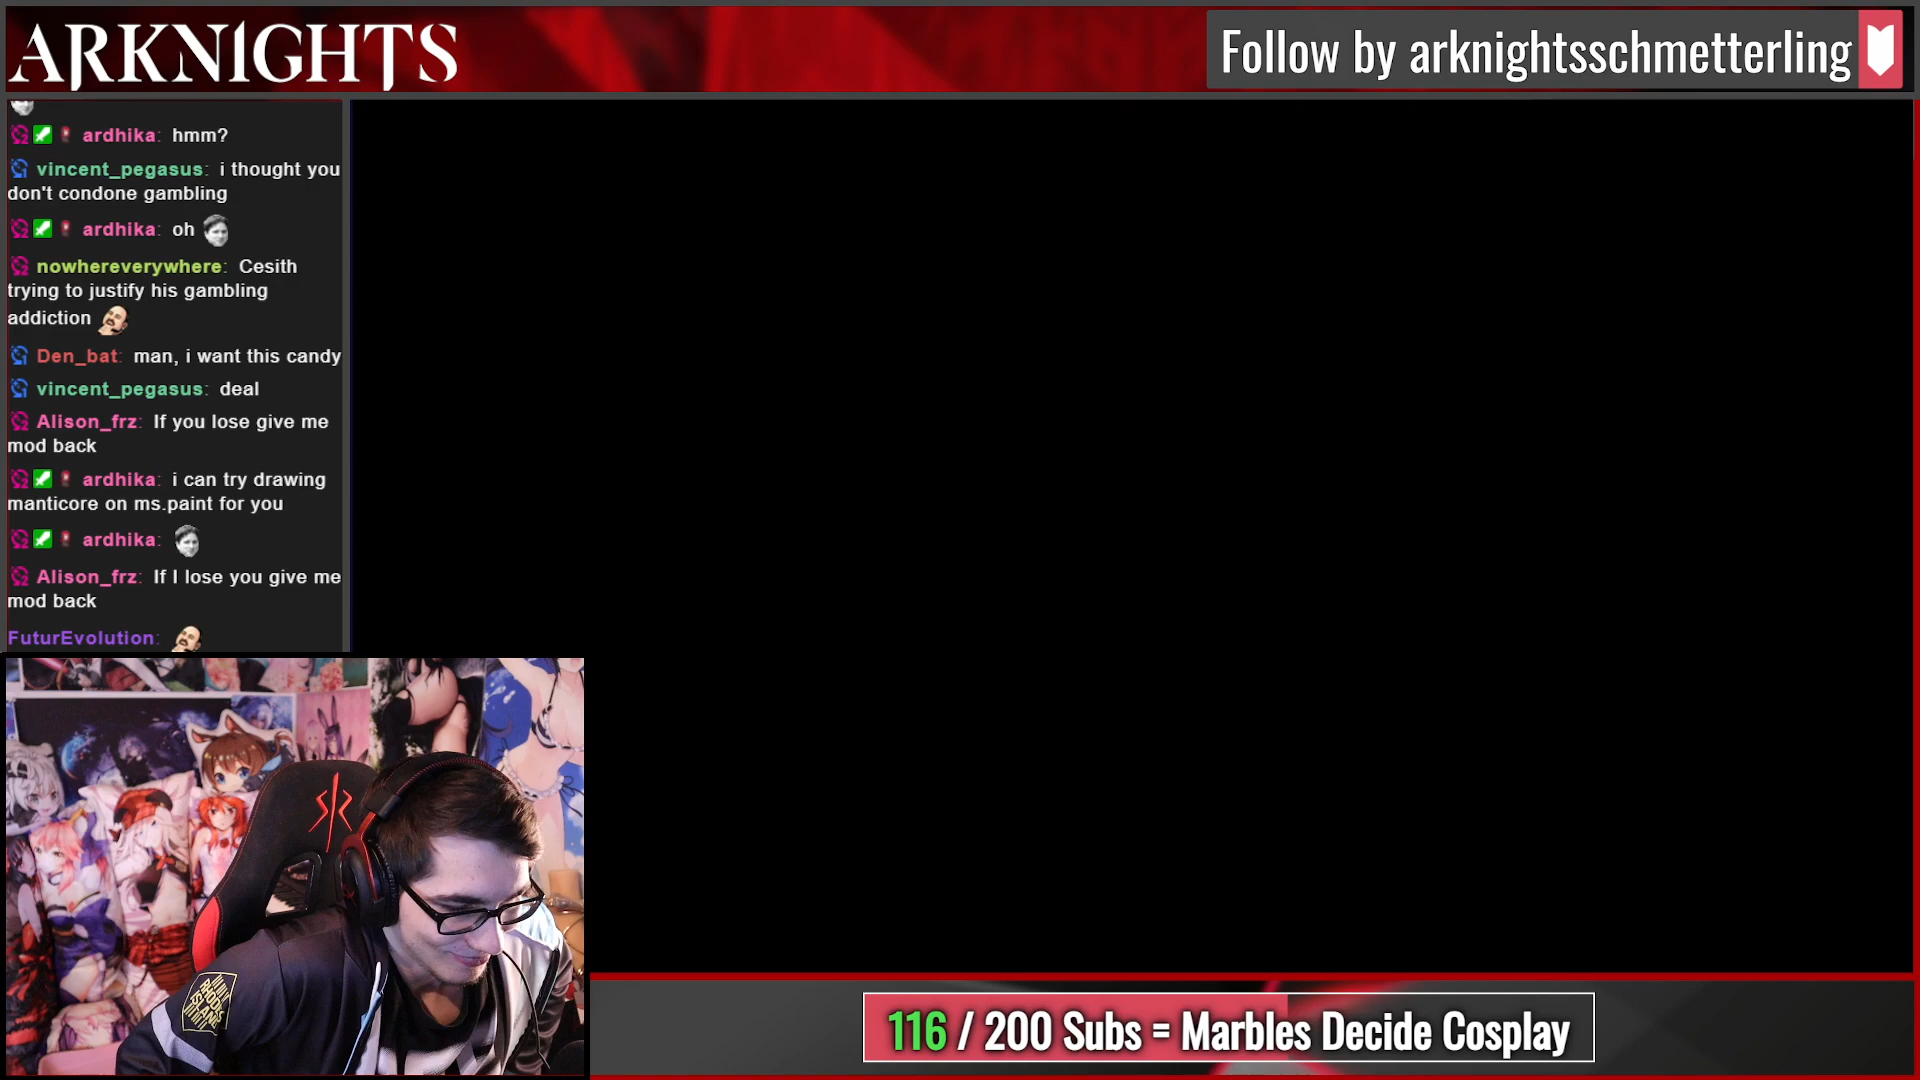 ARKNIGHTS
Follow by arknightsschmetterling
ardhika: hmm?
vincent_pegasus: i thought you
don't condone gambling
ardhika: oh
nowhereverywhere: Cesith
trying to justify his gambling
addiction
Den_bat: man, i want this candy
vincent_pegasus: deal
Alison_frz: If you lose give me
mod back
ardhika: i can try drawing
manticore on ms.paint for you
ardhika:
Alison_frz: If I lose you give me
mod back
FuturEvolution:
RHODES
ISLAND
116 / 200 Subs = Marbles Decide Cosplay